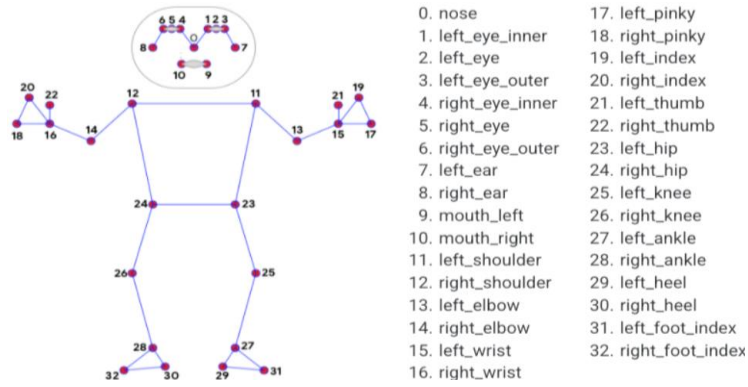 6 5 4 1 2 3
0
8 7
10 9
20 22 12 11 21 19
18 16 14 13 15 17
24 23
26 25
28 27
32 30 29 31
0. nose
1. left_eye_inner
2. left_eye
3. left_eye_outer
4. right_eye_inner
5. right_eye
6. right_eye_outer
7. left_ear
8. right_ear
9. mouth_left
10. mouth_right
11. left_shoulder
12. right_shoulder
13. left_elbow
14. right_elbow
15. left_wrist
16. right_wrist
17. left_pinky
18. right_pinky
19. left_index
20. right_index
21. left_thumb
22. right_thumb
23. left_hip
24. right_hip
25. left_knee
26. right_knee
27. left_ankle
28. right_ankle
29. left_heel
30. right_heel
31. left_foot_index
32. right_foot_index